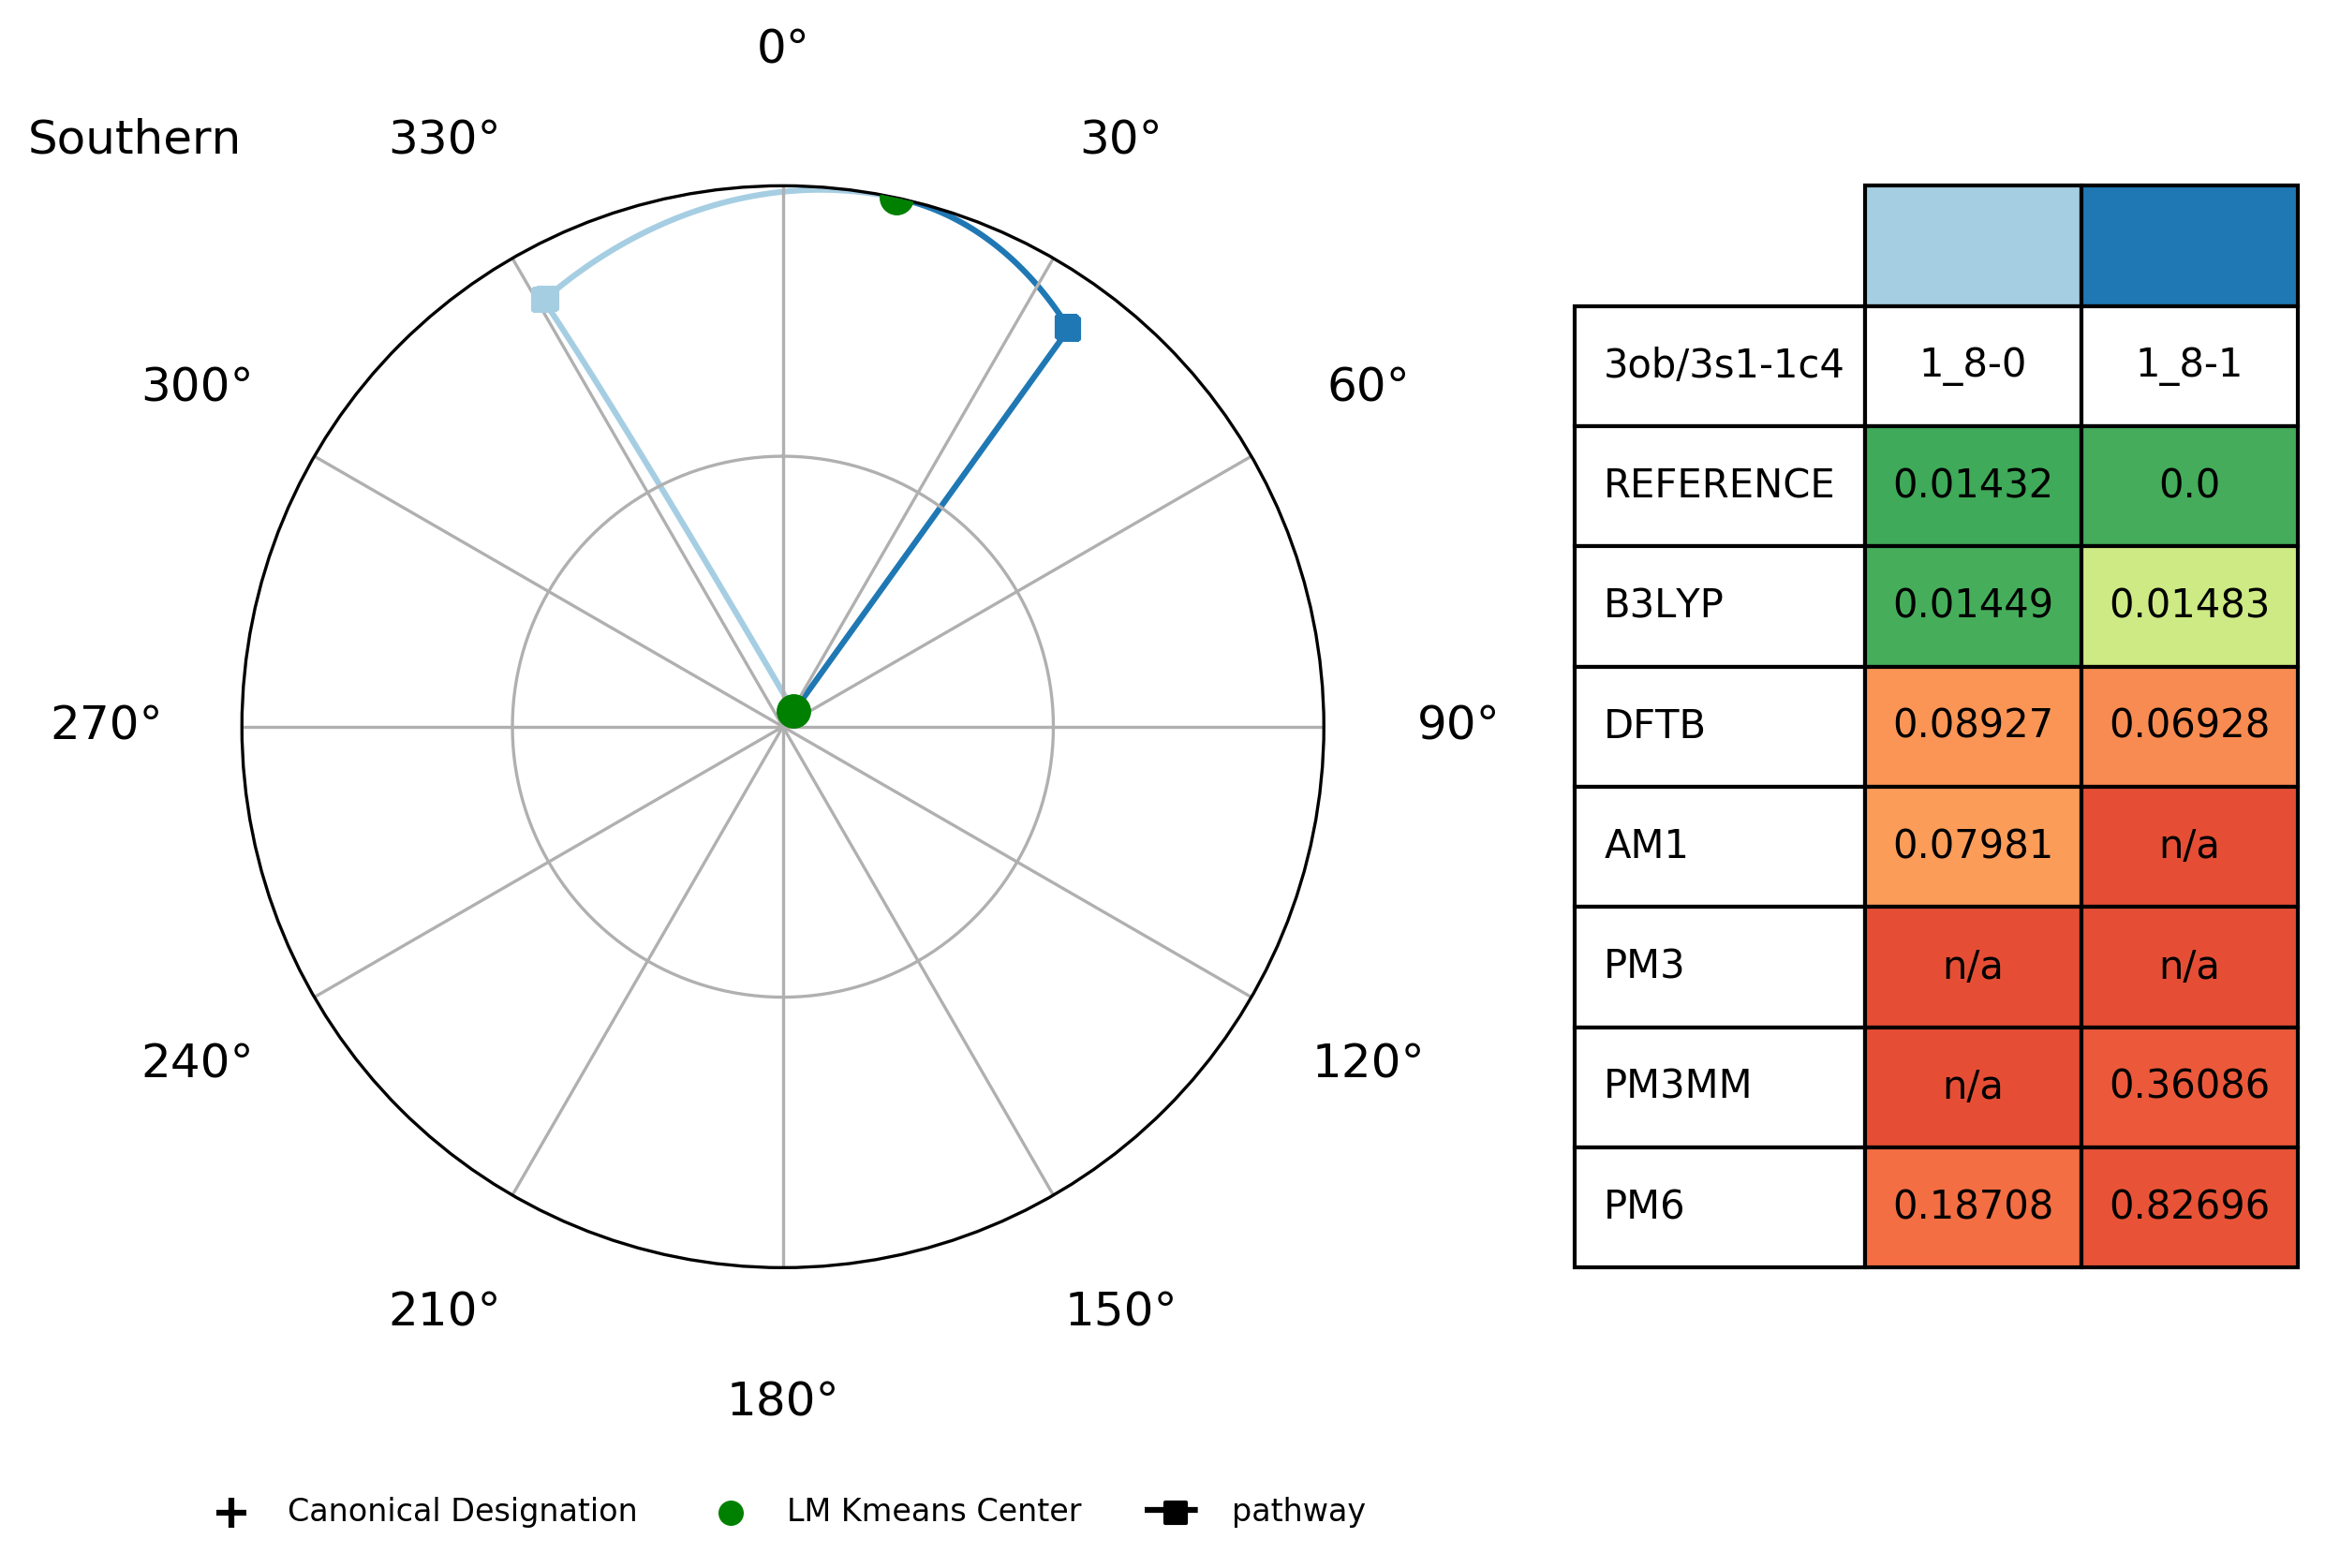 0°
Southern
330°
30°
300°
60°
270°
90°
240°
120°
210°
150°
180°
3ob/3s1-1c4 1_8-0 1_8-1
REFERENCE 0.01432 0.0
B3LYP 0.01449 0.01483
DFTB 0.08927 0.06928
AM1 0.07981 n/a
PM3 n/a n/a
PM3MM n/a 0.36086
PM6 0.18708 0.82696
Canonical Designation LM Kmeans Center pathway